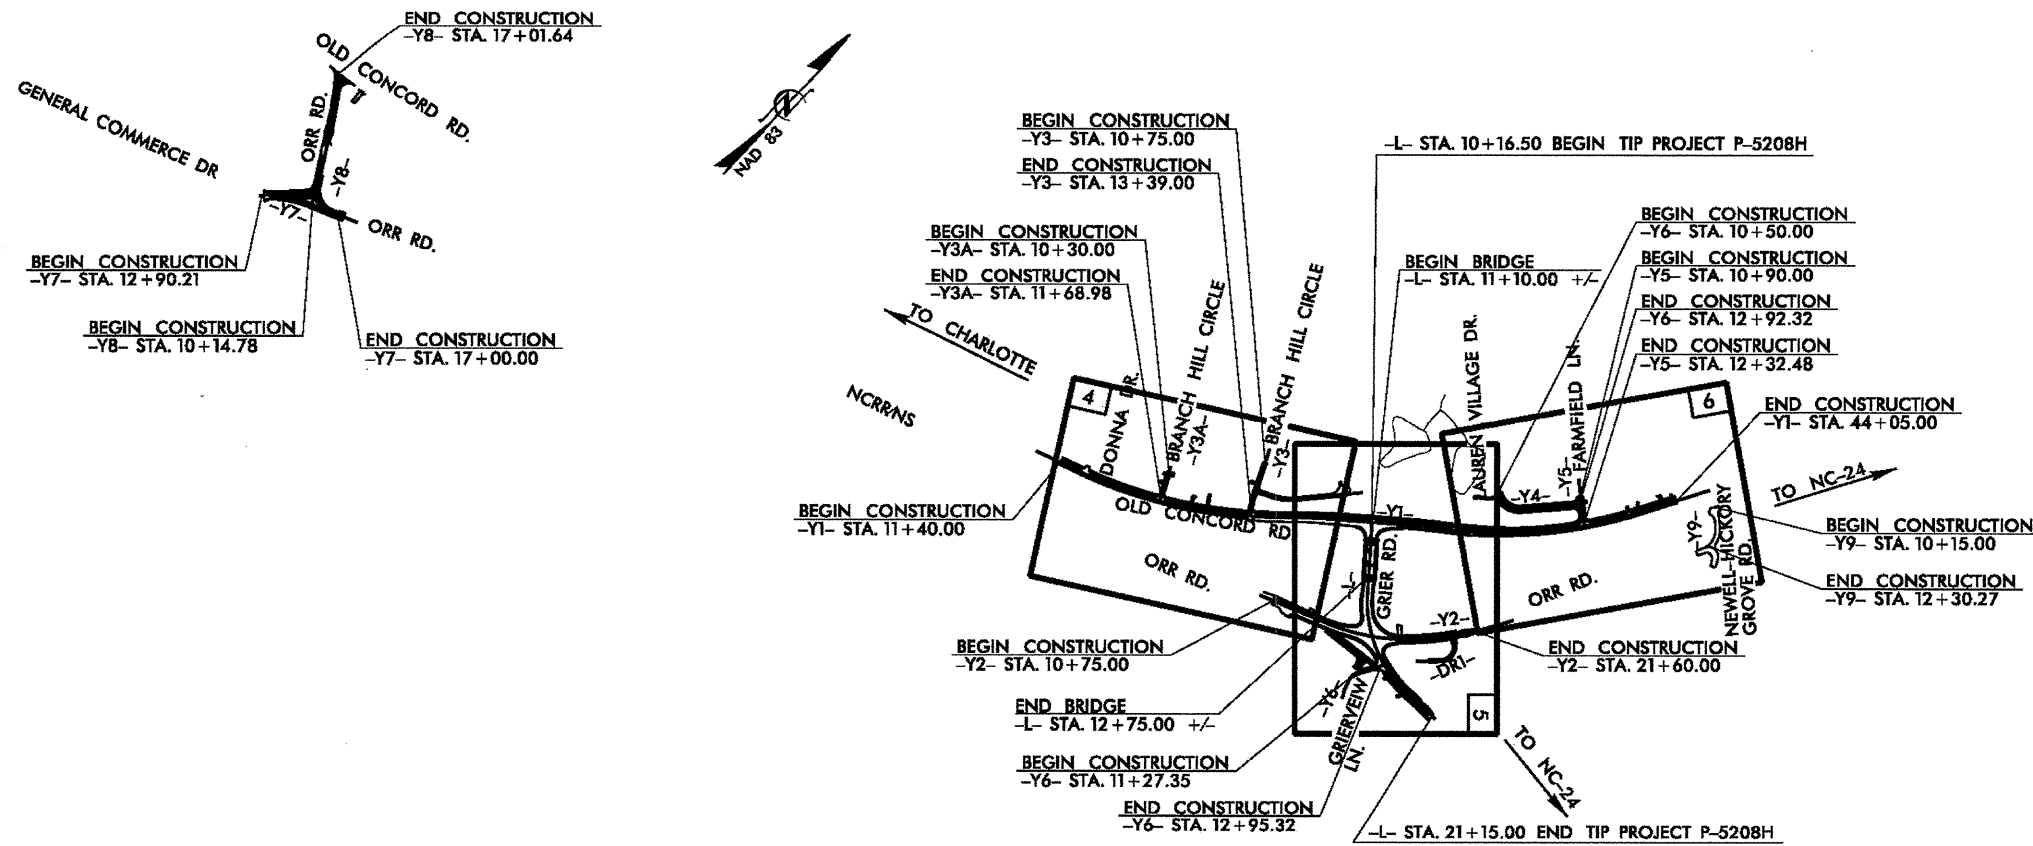 END CONSTRUCTION
-Y8- STA. 17+01.64
OLD CONCORD RD.
GENERAL COMMERCE DR
ORR RD.
-Y8-
-Y7-
ORR RD.
BEGIN CONSTRUCTION
-Y7- STA. 12+90.21
BEGIN CONSTRUCTION
-Y8- STA. 10+14.78
END CONSTRUCTION
-Y7- STA. 17+00.00
NAD 83
BEGIN CONSTRUCTION
-Y3- STA. 10+75.00
END CONSTRUCTION
-Y3- STA. 13+39.00
BEGIN CONSTRUCTION
-Y3A- STA. 10+30.00
END CONSTRUCTION
-Y3A- STA. 11+68.98
-L- STA. 10+16.50 BEGIN TIP PROJECT P-5208H
BEGIN BRIDGE
-L- STA. 11+10.00 +/-
BEGIN CONSTRUCTION
-Y6- STA. 10+50.00
BEGIN CONSTRUCTION
-Y5- STA. 10+90.00
END CONSTRUCTION
-Y6- STA. 12+92.32
END CONSTRUCTION
-Y5- STA. 12+32.48
TO CHARLOTTE
NCRR/NS
4
DONNA DR.
BRANCH HILL CIRCLE
-Y3A-
BRANCH HILL CIRCLE
-Y3-
LAUREN VILLAGE DR.
FARMFIELD LN.
-Y5-
-Y4-
6
END CONSTRUCTION
-Y1- STA. 44+05.00
TO NC-24
BEGIN CONSTRUCTION
-Y1- STA. 11+40.00
OLD CONCORD RD
-Y1-
ORR RD.
-L-
GRIER RD.
-Y2-
ORR RD.
-Y9-
NEWELL-HICKORY
GROVE RD.
BEGIN CONSTRUCTION
-Y9- STA. 10+15.00
END CONSTRUCTION
-Y9- STA. 12+30.27
BEGIN CONSTRUCTION
-Y2- STA. 10+75.00
END CONSTRUCTION
-Y2- STA. 21+60.00
-DR1-
-Y6-
GRIERVEIW
LN.
5
END BRIDGE
-L- STA. 12+75.00 +/-
BEGIN CONSTRUCTION
-Y6- STA. 11+27.35
END CONSTRUCTION
-Y6- STA. 12+95.32
TO NC-24
-L- STA. 21+15.00 END TIP PROJECT P-5208H